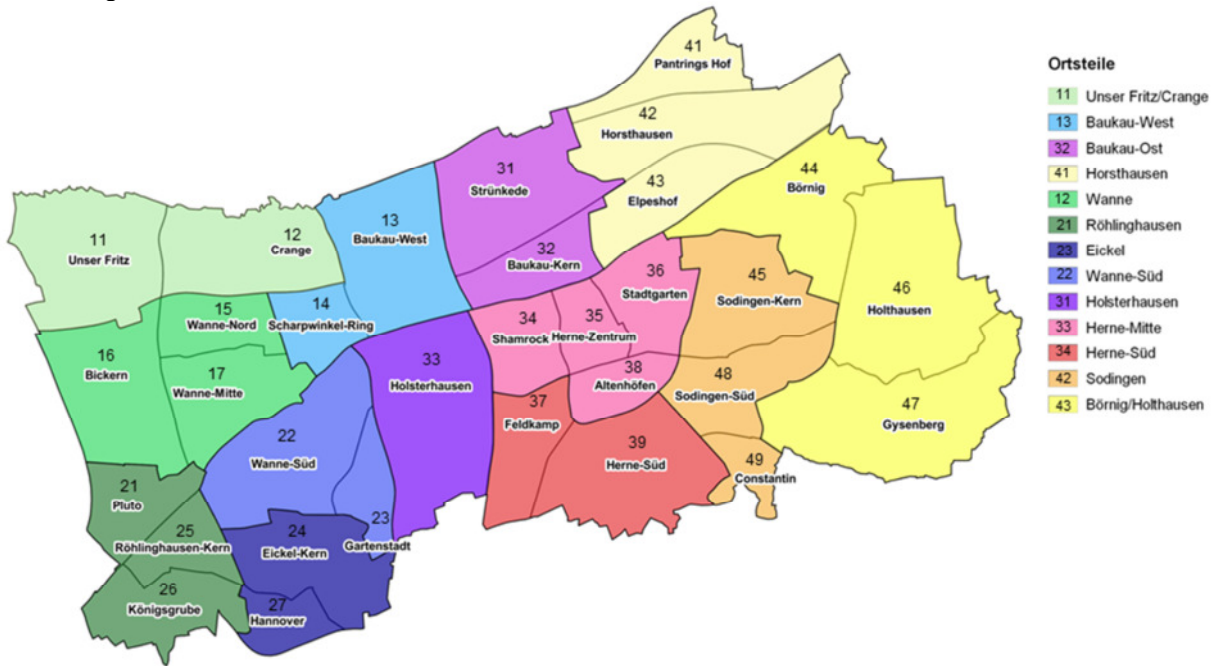 41
Pantrings Hof
42
Horsthausen
43
Elpeshof
44
Börnig
31
Strünkede
32
Baukau-Kern
13
Baukau-West
12
Crange
11
Unser Fritz
15
Wanne-Nord
14
Scharpwinkel-Ring
16
Bickern
17
Wanne-Mitte
33
Holsterhausen
34
Shamrock
35
Herne-Zentrum
36
Stadtgarten
38
Altenhöfen
45
Sodingen-Kern
46
Holthausen
47
Gysenberg
48
Sodingen-Süd
49
Constantin
37
Feldkamp
39
Herne-Süd
22
Wanne-Süd
23
Gartenstadt
21
Pluto
25
Röhlinghausen-Kern
24
Eickel-Kern
26
Königsgrube
27
Hannover
Ortsteile
11 Unser Fritz/Crange
13 Baukau-West
32 Baukau-Ost
41 Horsthausen
12 Wanne
21 Röhlinghausen
23 Eickel
22 Wanne-Süd
31 Holsterhausen
33 Herne-Mitte
34 Herne-Süd
42 Sodingen
43 Börnig/Holthausen